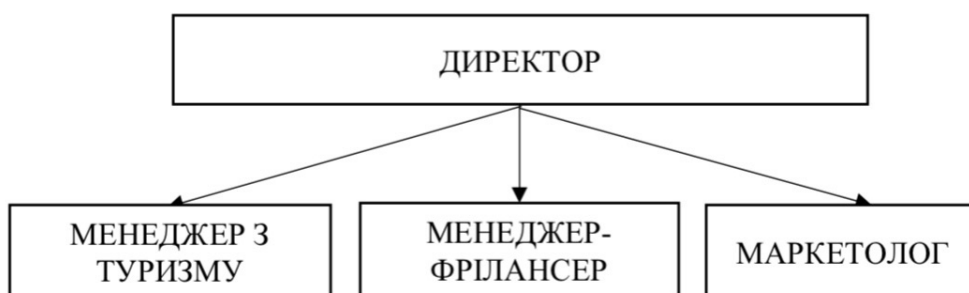 ДИРЕКТОР
МЕНЕДЖЕР З
ТУРИЗМУ
МЕНЕДЖЕР-
ФРІЛАНСЕР
МАРКЕТОЛОГ